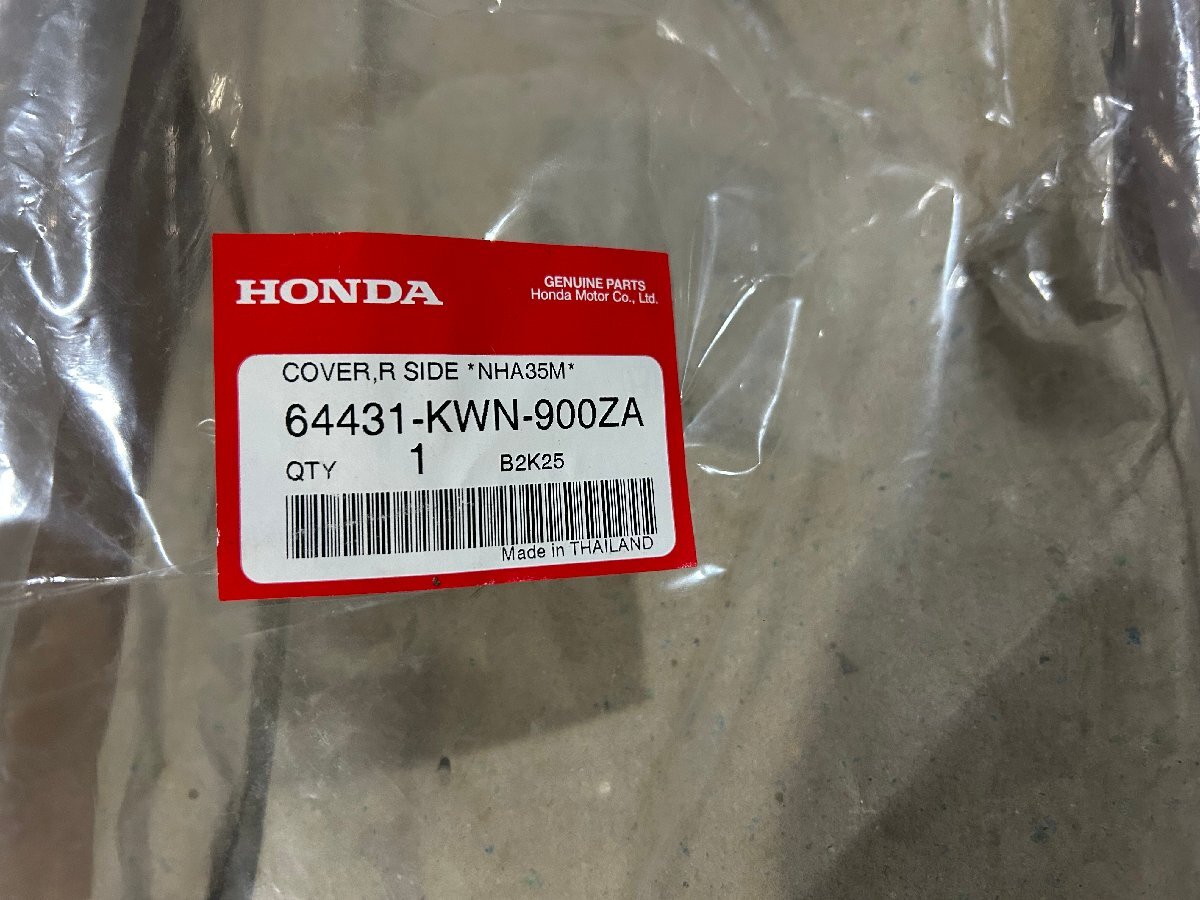 HONDA
GENUINE PARTS
Honda Motor Co., Ltd.
COVER,R SIDE *NHA35M*
64431-KWN-900ZA
QTY 1 B2K25
Made in THAILAND